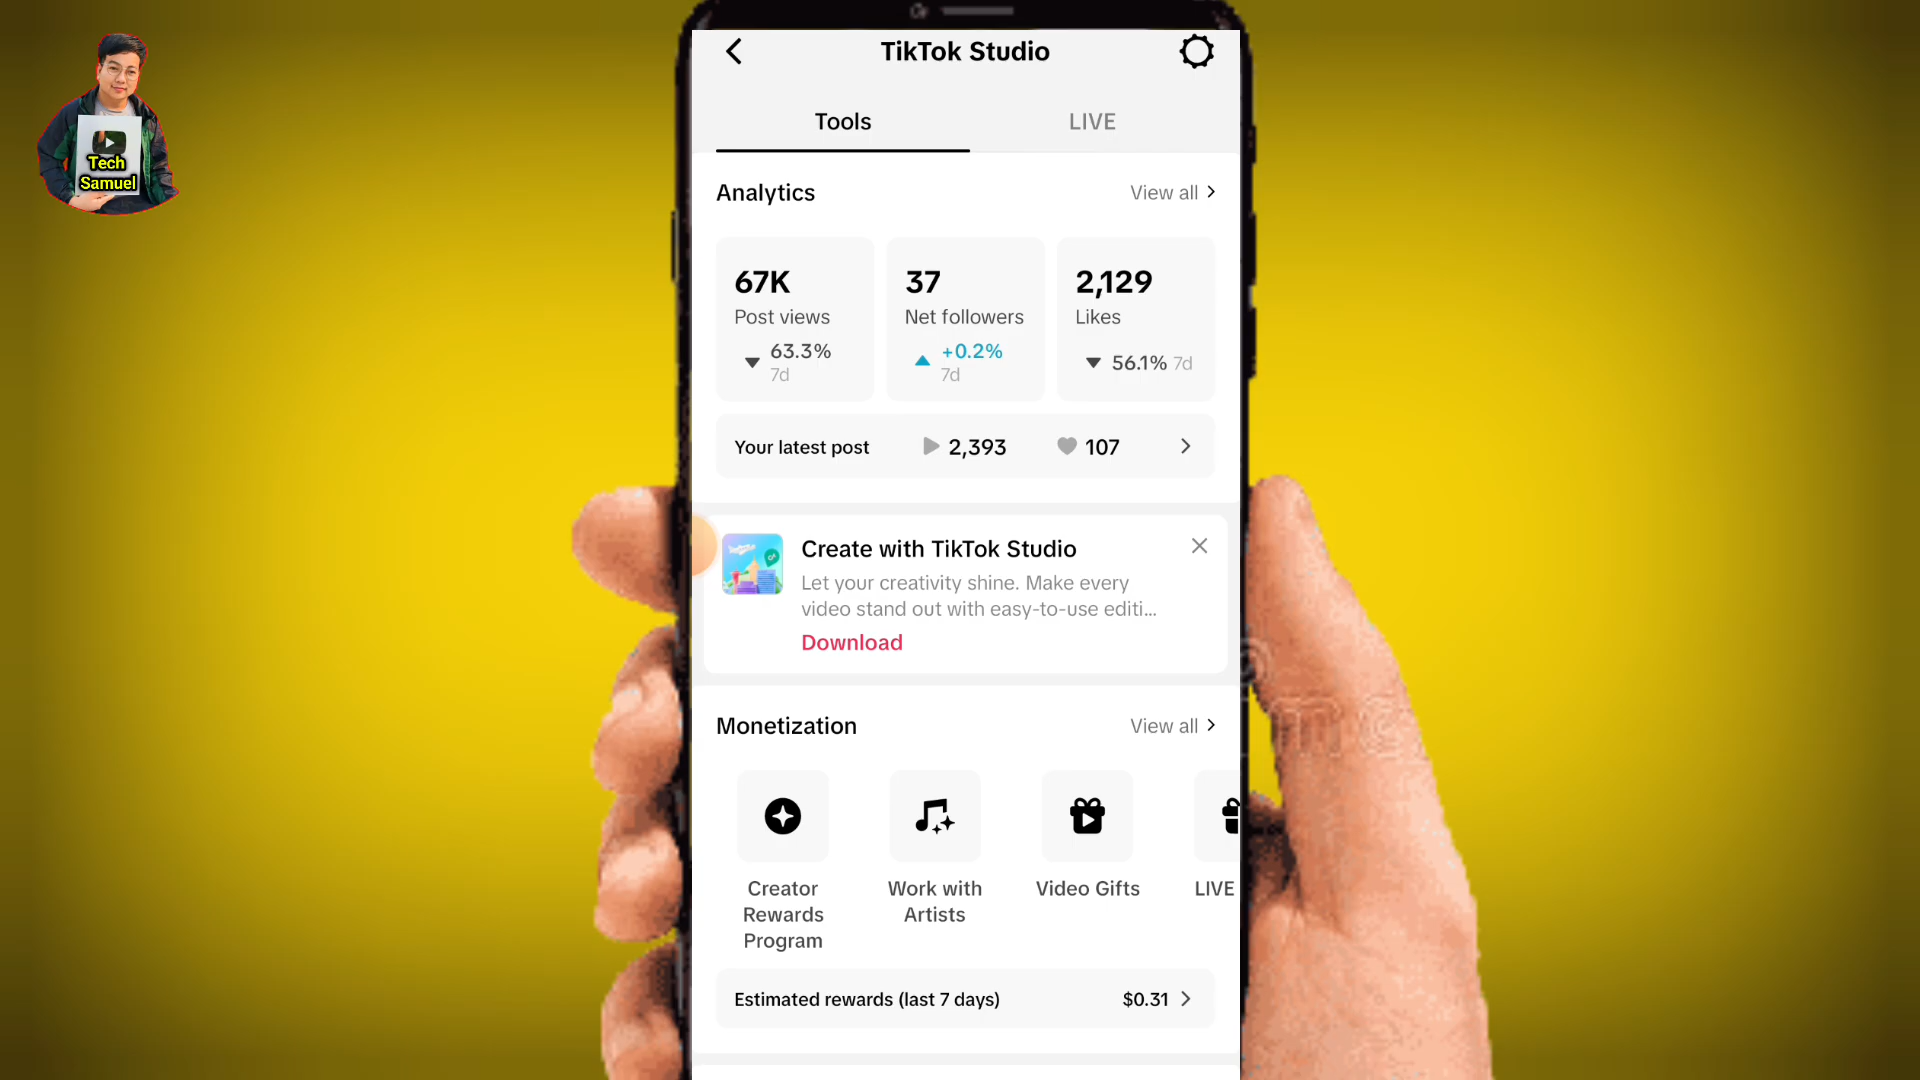 Tech
Samuel
TikTok Studio
Tools
LIVE
Analytics
View all
67K
Post views
63.3%
7d
37
Net followers
+0.2%
7d
2,129
Likes
56.1% 7d
Your latest post
2,393
107
Create with TikTok Studio
Let your creativity shine. Make every
video stand out with easy-to-use editi...
Download
Monetization
View all
Creator
Rewards
Program
Work with
Artists
Video Gifts
LIVE
Estimated rewards (last 7 days)
$0.31